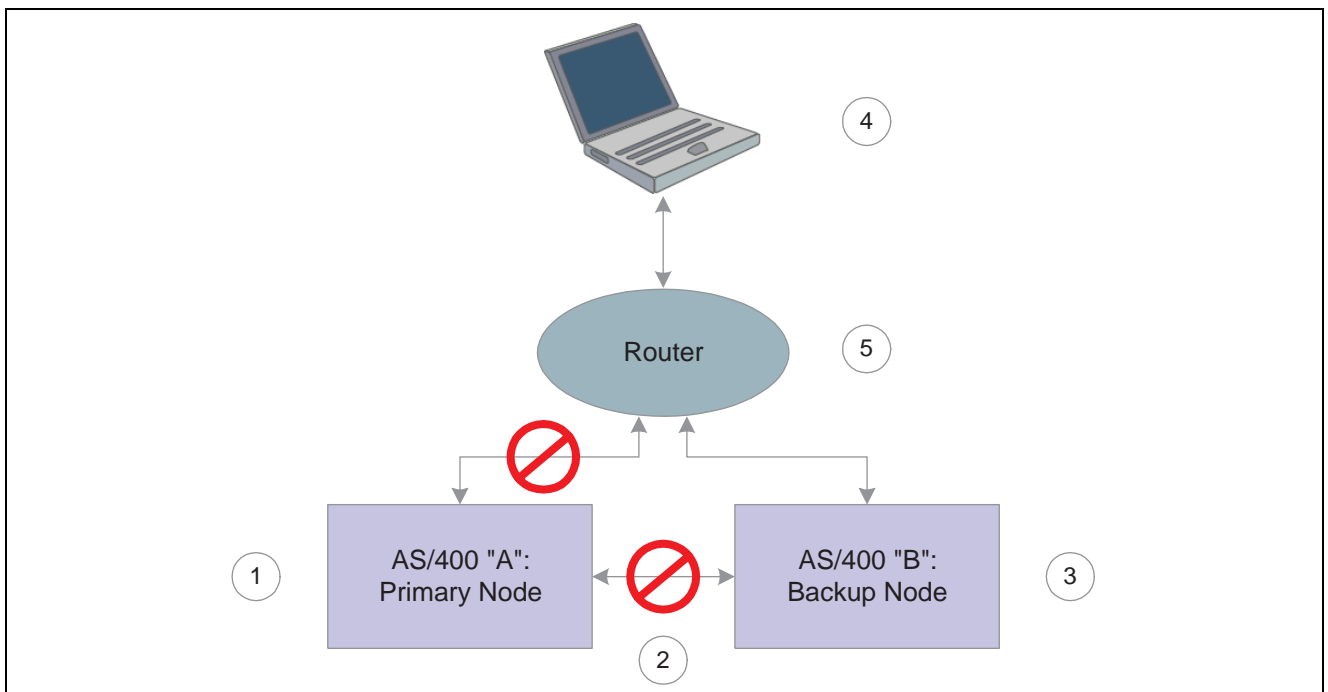 4
Router
5
AS/400 "A":
Primary Node
1
AS/400 "B":
Backup Node
3
2